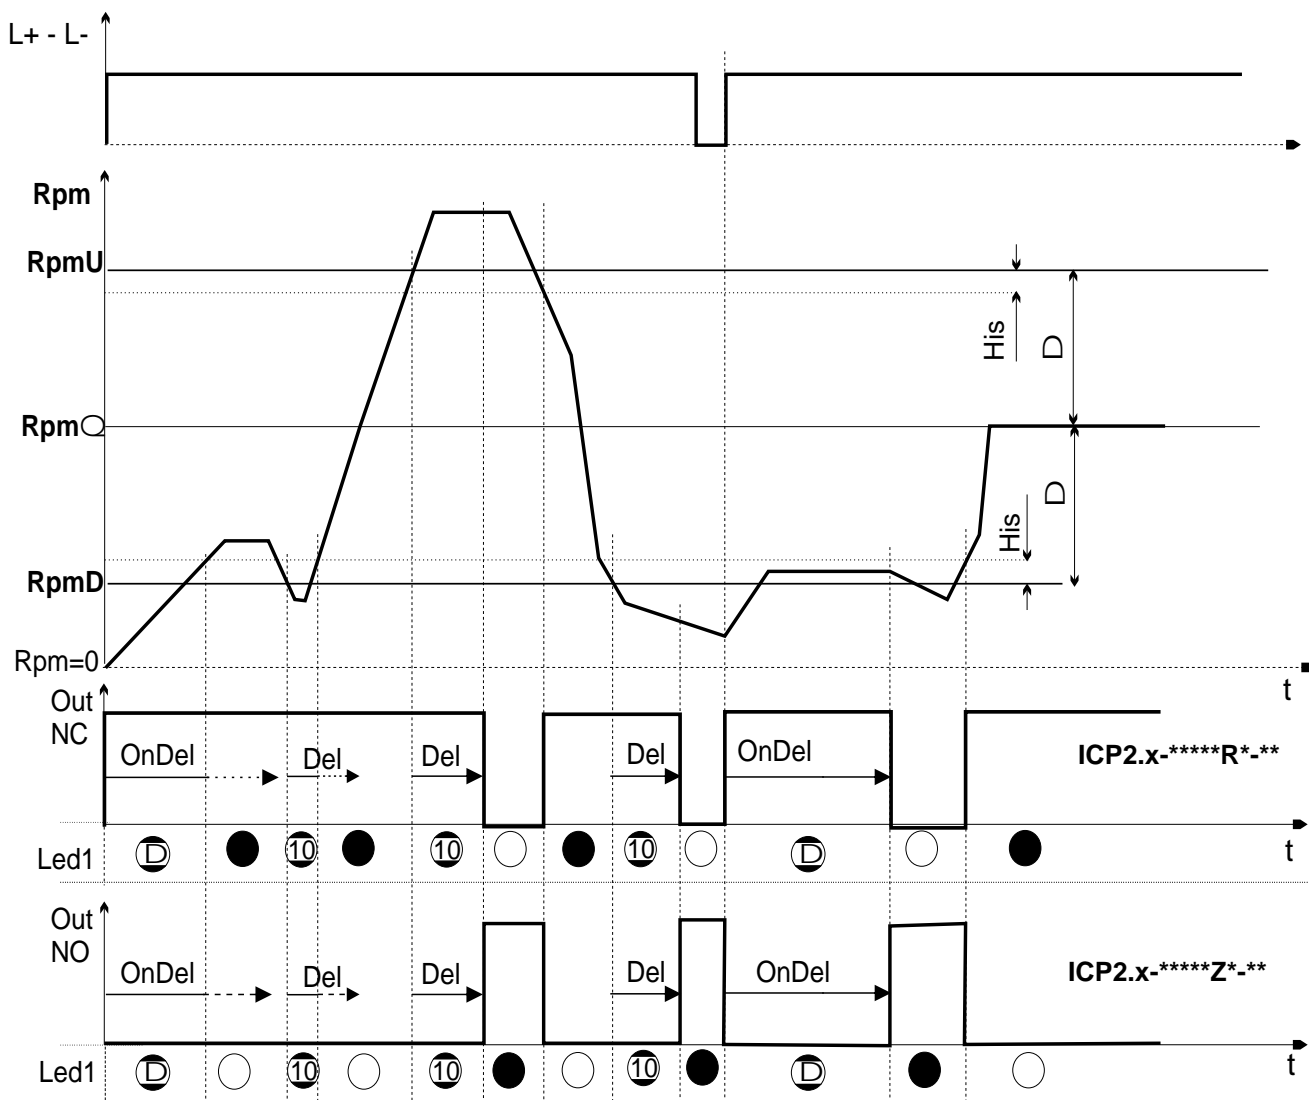 L+ - L-
Rpm
RpmU
His
D
RpmQ
D
His
RpmD
Rpm=0
t
Out
NC
OnDel
Del
Del
Del
OnDel
ICP2.x-*****R*-**
Led1
D
10
10
10
D
t
Out
NO
OnDel
Del
Del
Del
OnDel
ICP2.x-*****Z*-**
Led1
D
10
10
10
D
t